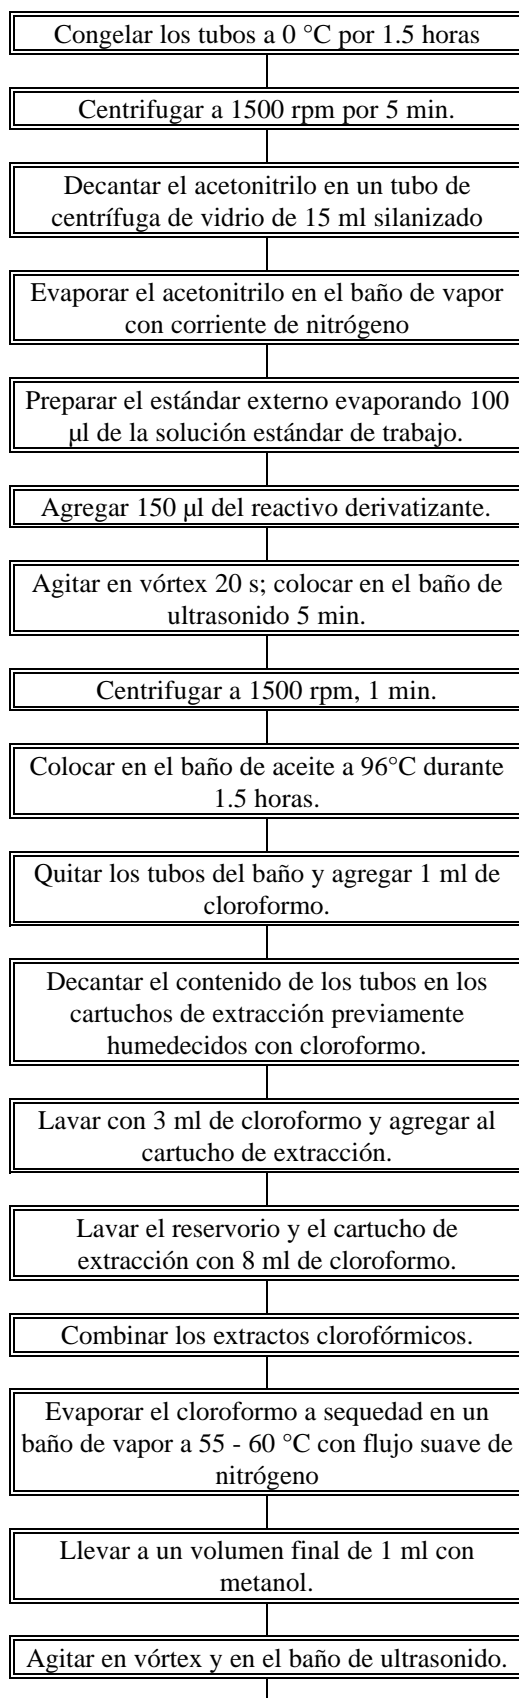 Congelar los tubos a 0 °C por 1.5 horas
Centrifugar a 1500 rpm por 5 min.
Decantar el acetonitrilo en un tubo de
centrífuga de vidrio de 15 ml silanizado
Evaporar el acetonitrilo en el baño de vapor
con corriente de nitrógeno
Preparar el estándar externo evaporando 100
μl de la solución estándar de trabajo.
Agregar 150 μl del reactivo derivatizante.
Agitar en vórtex 20 s; colocar en el baño de
ultrasonido 5 min.
Centrifugar a 1500 rpm, 1 min.
Colocar en el baño de aceite a 96°C durante
1.5 horas.
Quitar los tubos del baño y agregar 1 ml de
cloroformo.
Decantar el contenido de los tubos en los
cartuchos de extracción previamente
humedecidos con cloroformo.
Lavar con 3 ml de cloroformo y agregar al
cartucho de extracción.
Lavar el reservorio y el cartucho de
extracción con 8 ml de cloroformo.
Combinar los extractos clorofórmicos.
Evaporar el cloroformo a sequedad en un
baño de vapor a 55 - 60 °C con flujo suave de
nitrógeno
Llevar a un volumen final de 1 ml con
metanol.
Agitar en vórtex y en el baño de ultrasonido.